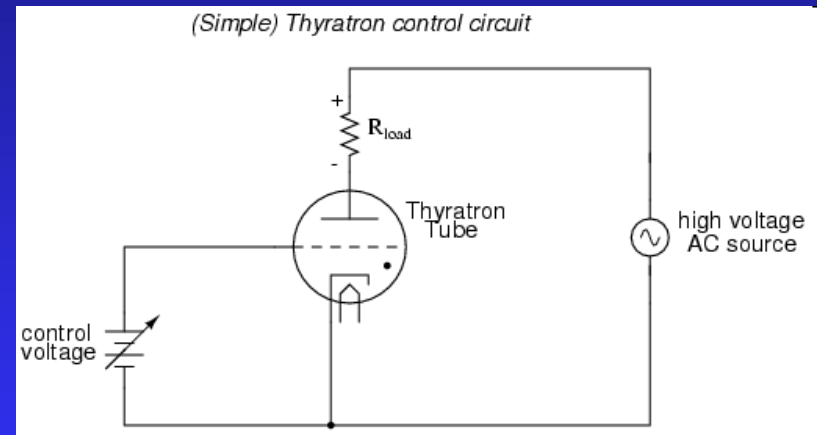 (Simple) Thyratron control circuit
+
Rload
-
Thyratron
Tube
high voltage
AC source
control
voltage